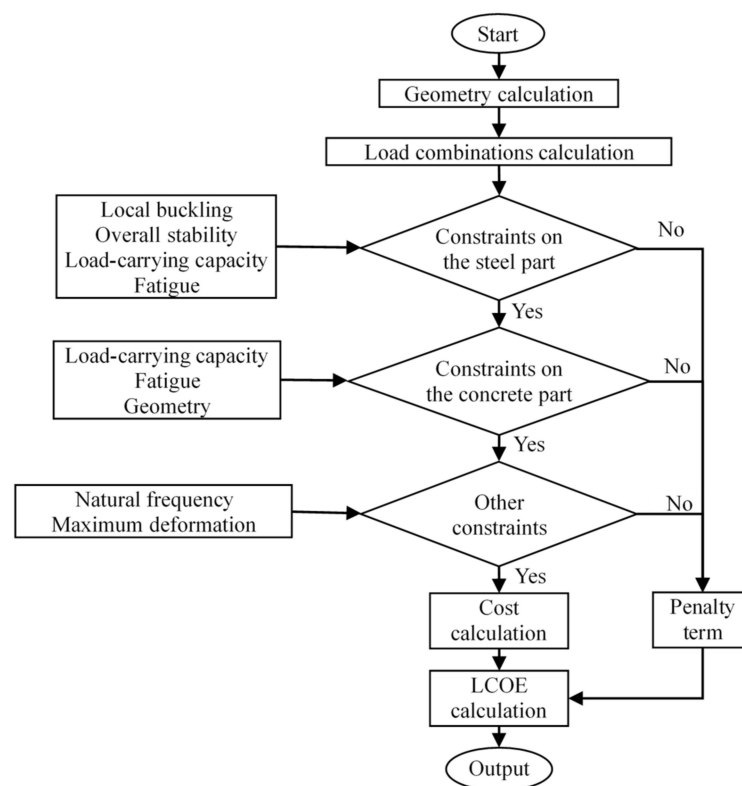 Start
Geometry calculation
Load combinations calculation
Local buckling
Overall stability
Load-carrying capacity
Fatigue
Constraints on
the steel part
No
Yes
Load-carrying capacity
Fatigue
Geometry
Constraints on
the concrete part
No
Yes
Natural frequency
Maximum deformation
Other
constraints
No
Yes
Cost
calculation
Penalty
term
LCOE
calculation
Output